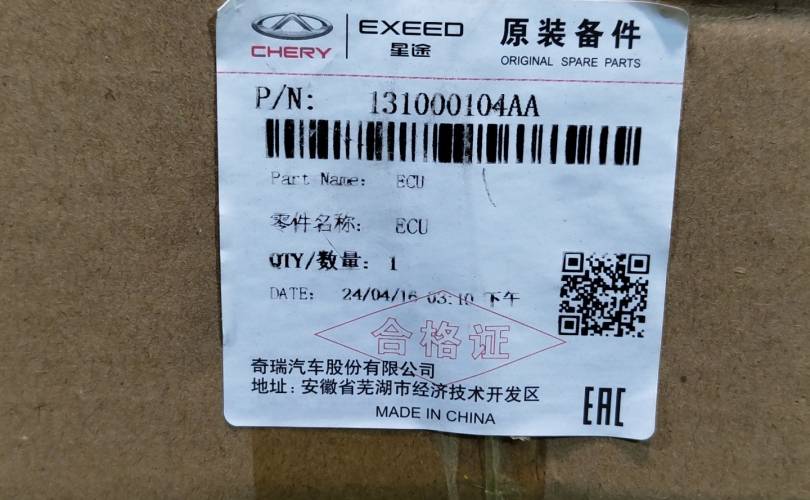 CHERY EXEED 星途 原装备件
ORIGINAL SPARE PARTS
P/N: 131000104AA
Part Name: ECU
零件名称: ECU
QTY/数量: 1
DATE: 24/04/16 03:10 下午
合格证
奇瑞汽车股份有限公司
地址: 安徽省芜湖市经济技术开发区
MADE IN CHINA
EAC